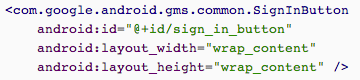 <com.google.android.gms.common.SignInButton
android:id="@+id/sign_in_button"
android:layout_width="wrap_content"
android:layout_height="wrap_content" />